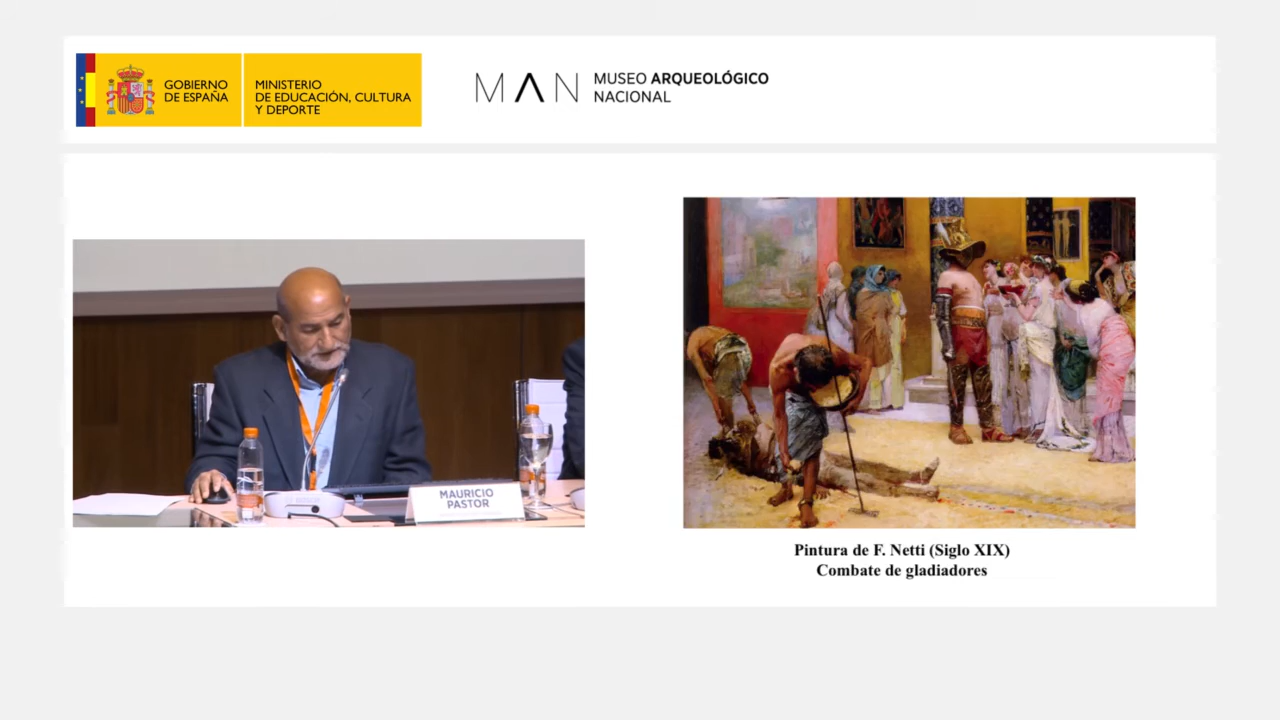 GOBIERNO
DE ESPAÑA
MINISTERIO
DE EDUCACIÓN, CULTURA
Y DEPORTE
MAN
MUSEO ARQUEOLÓGICO
NACIONAL
MAURICIO
PASTOR
Pintura de F. Netti (Siglo XIX)
Combate de gladiadores